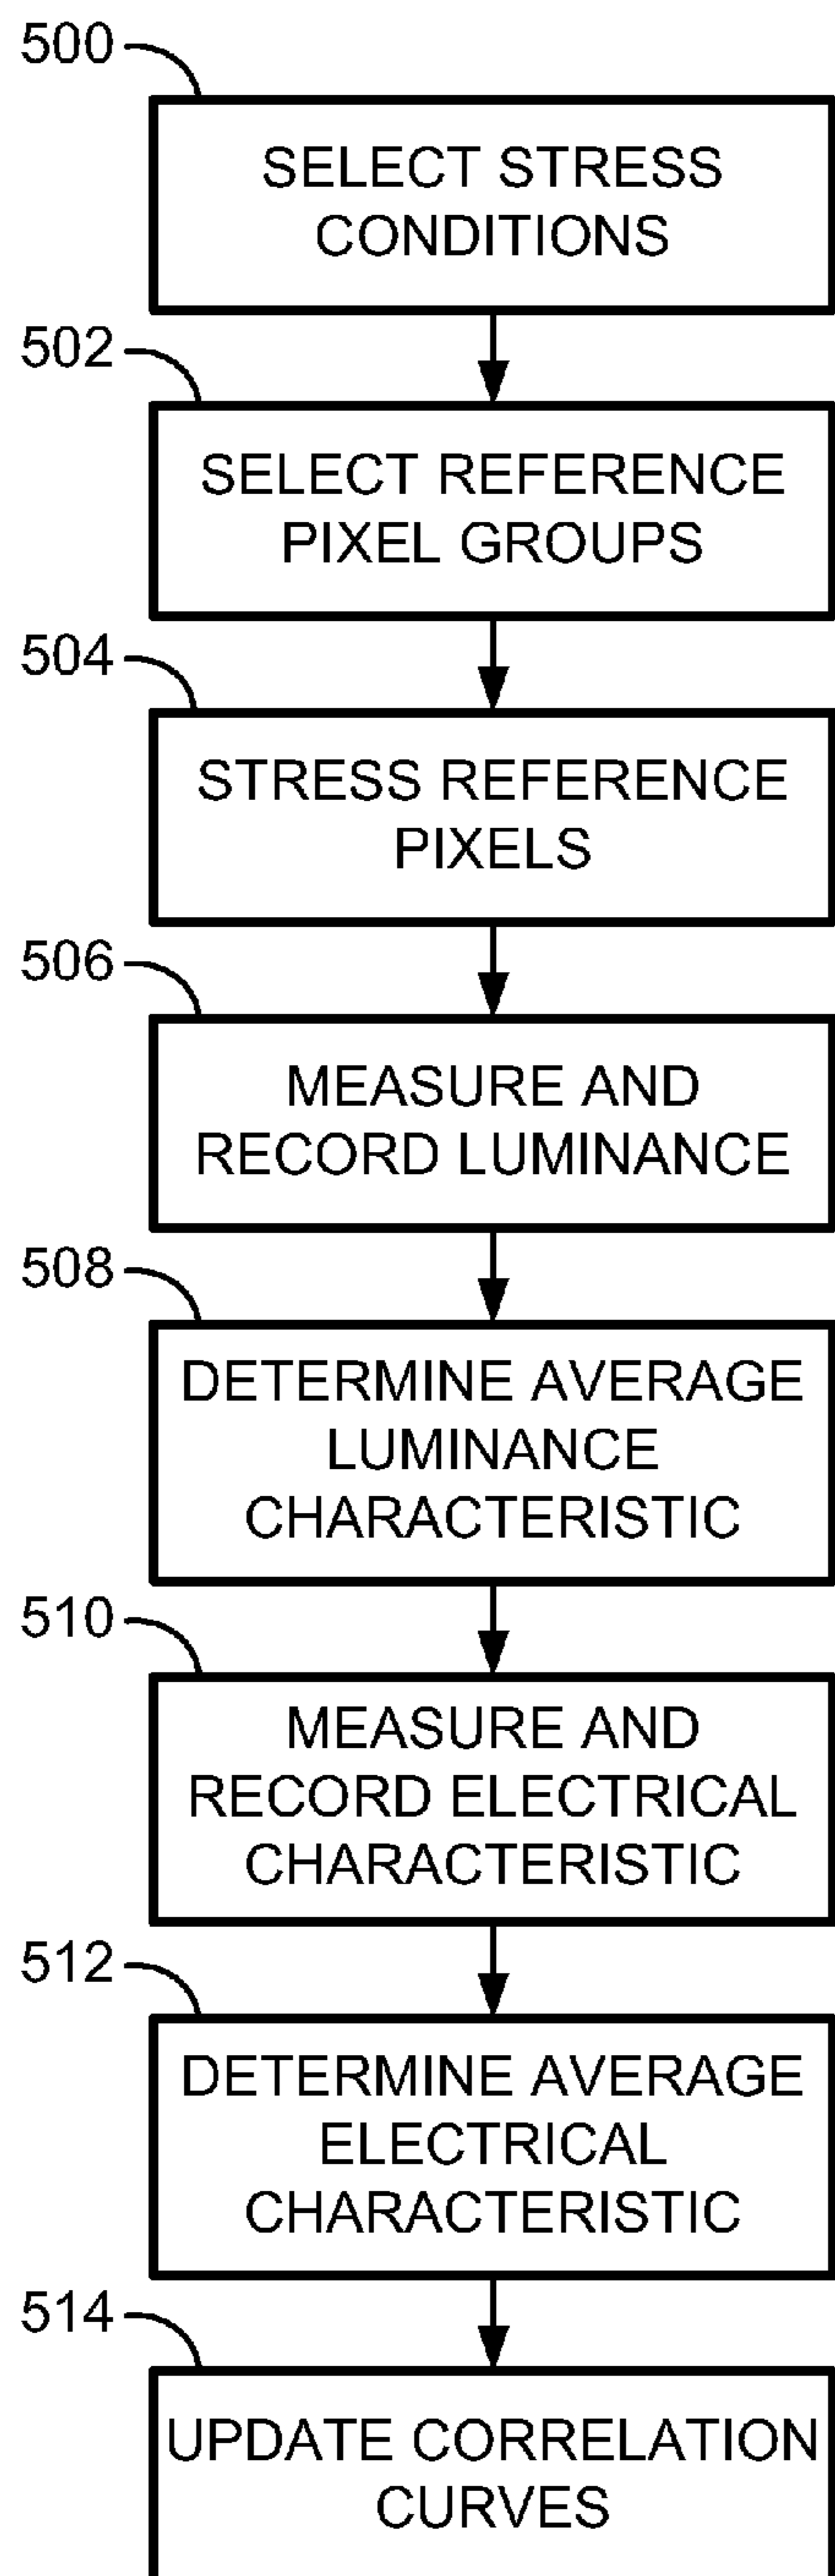 500
SELECT STRESS
CONDITIONS
502
SELECT REFERENCE
PIXEL GROUPS
504
STRESS REFERENCE
PIXELS
506
MEASURE AND
RECORD LUMINANCE
508
DETERMINE AVERAGE
LUMINANCE
CHARACTERISTIC
510
MEASURE AND
RECORD ELECTRICAL
CHARACTERISTIC
512
DETERMINE AVERAGE
ELECTRICAL
CHARACTERISTIC
514
UPDATE CORRELATION
CURVES